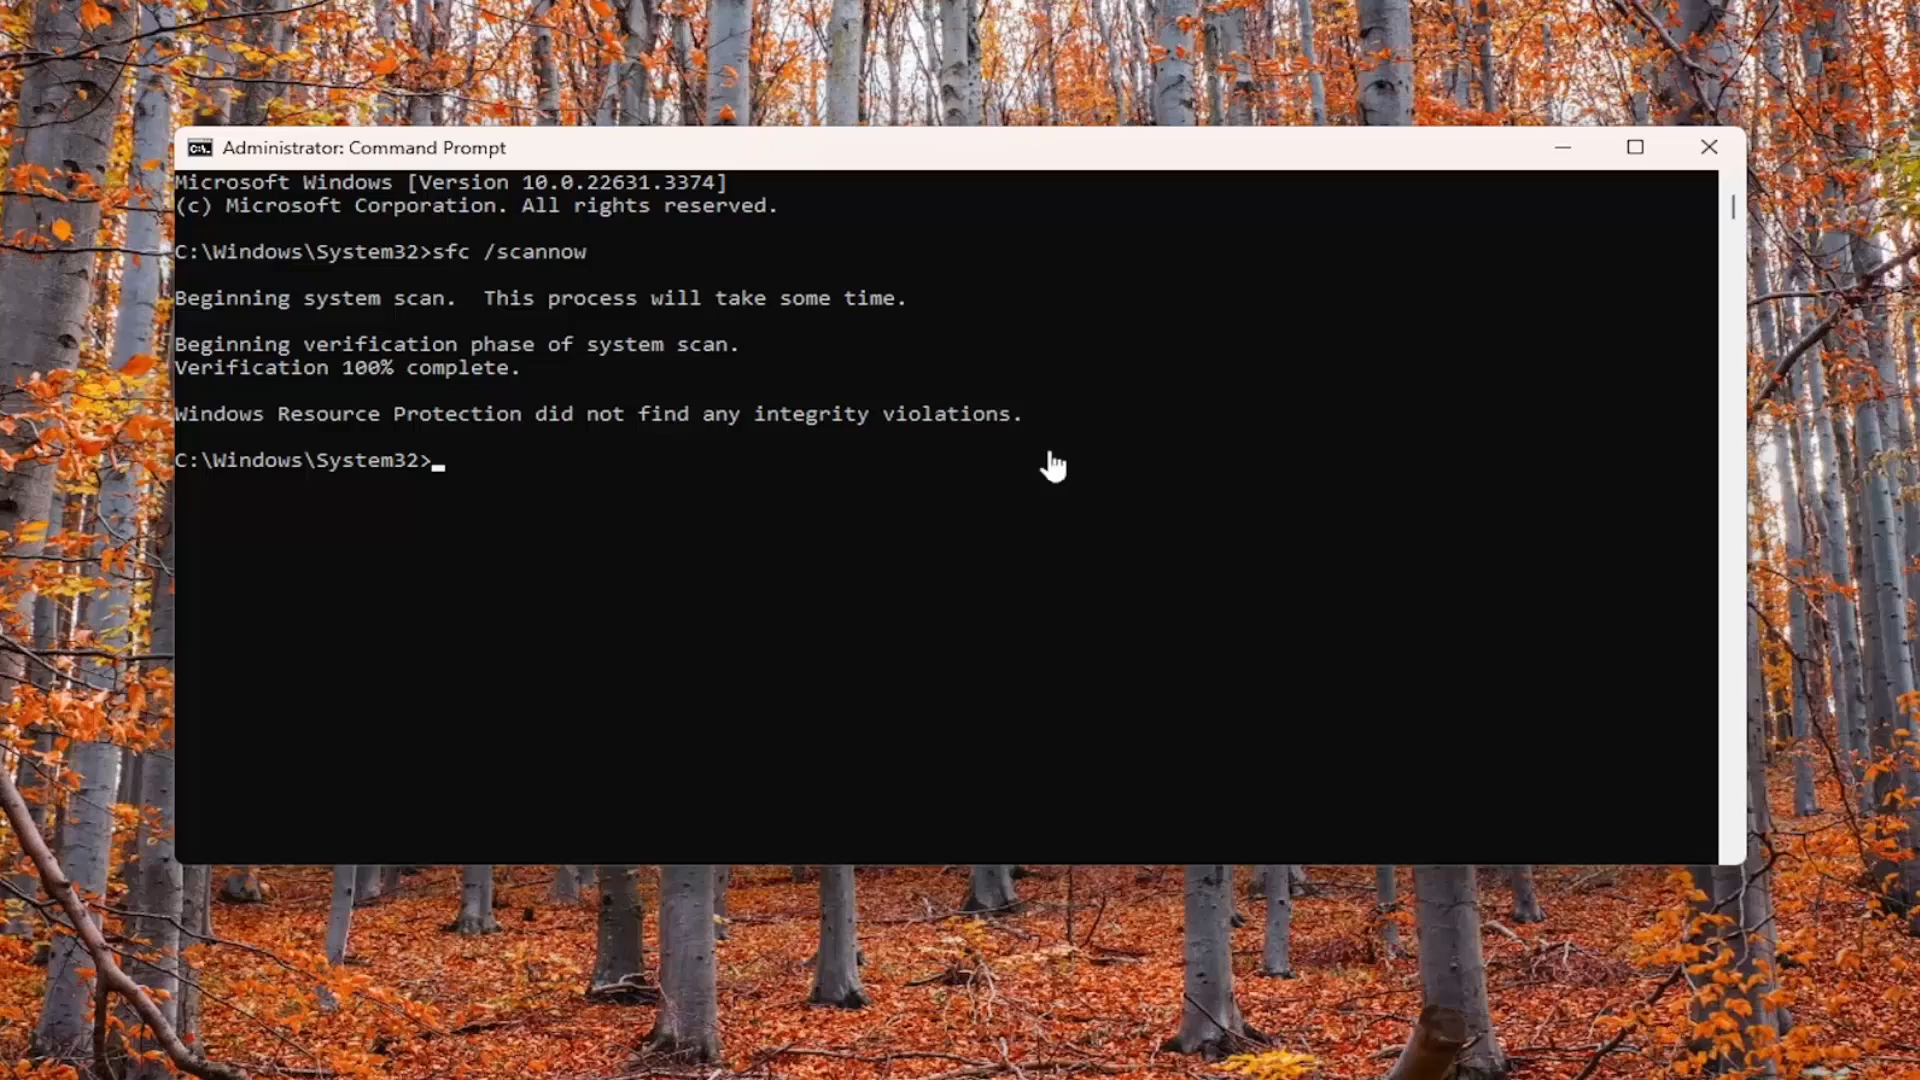 Administrator: Command Prompt
Microsoft Windows [Version 10.0.22631.3374]
(c) Microsoft Corporation. All rights reserved.
C:\Windows\System32>sfc /scannow
Beginning system scan.  This process will take some time.
Beginning verification phase of system scan.
Verification 100% complete.
Windows Resource Protection did not find any integrity violations.
C:\Windows\System32>